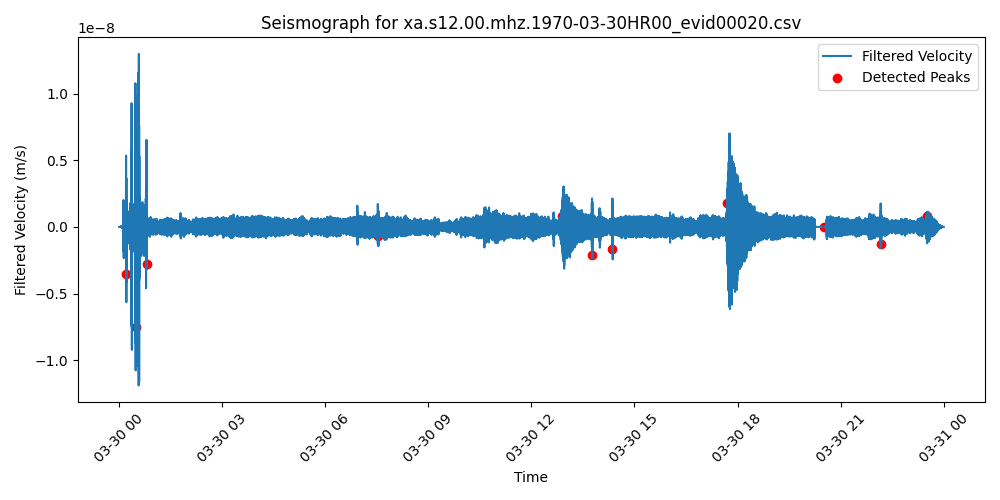 Seismograph for xa.s12.00.mhz.1970-03-30HR00_evid00020.csv
1e−8
Filtered Velocity
Detected Peaks
1.0
0.5
0.0
−0.5
−1.0
Filtered Velocity (m/s)
03-30 00
03-30 03
03-30 06
03-30 09
03-30 12
03-30 15
03-30 18
03-30 21
03-31 00
Time